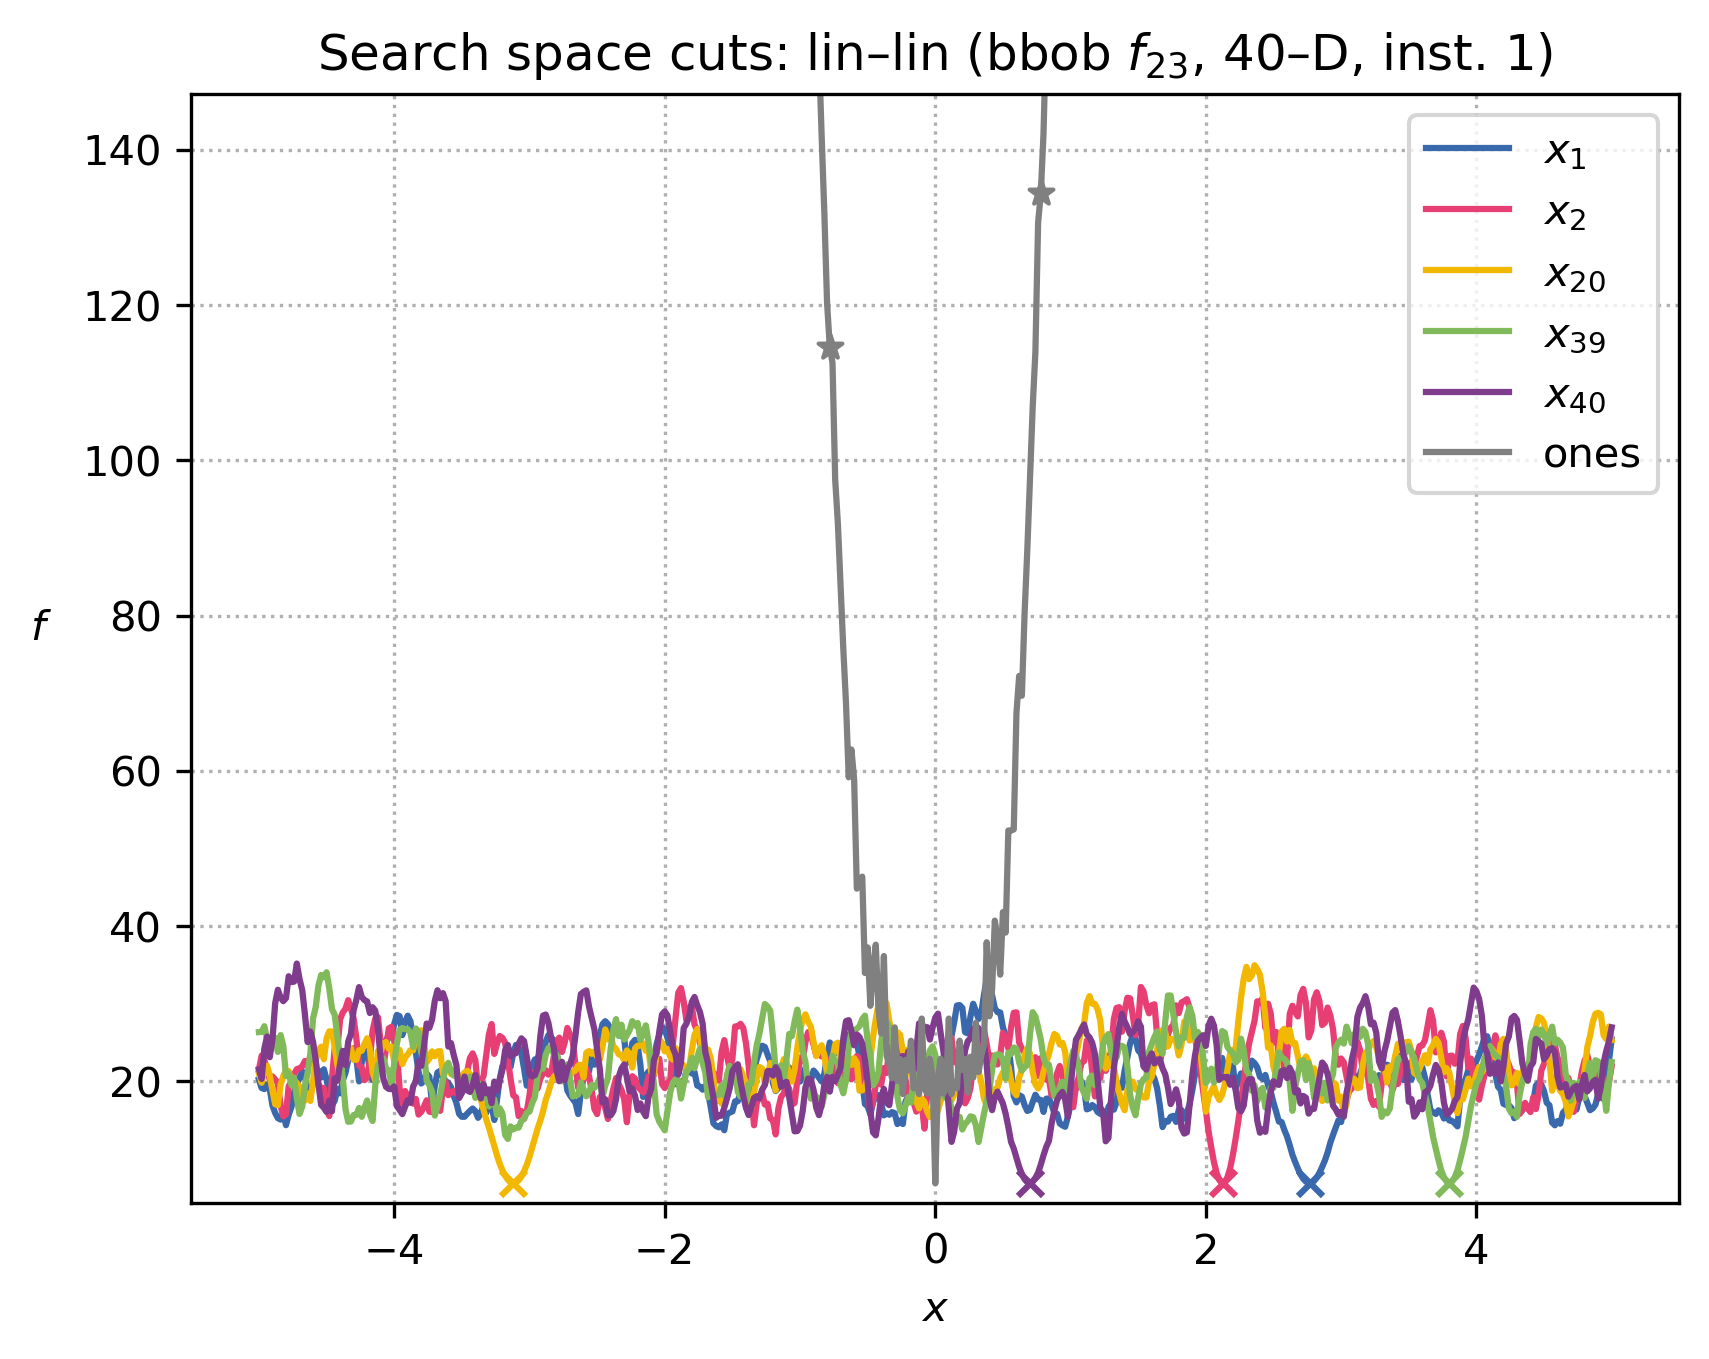 Search space cuts: lin–lin (bbob f₂₃, 40–D, inst. 1)
140
120
100
80
60
40
20
f
−4
−2
0
2
4
x
x₁
x₂
x₂₀
x₃₉
x₄₀
ones